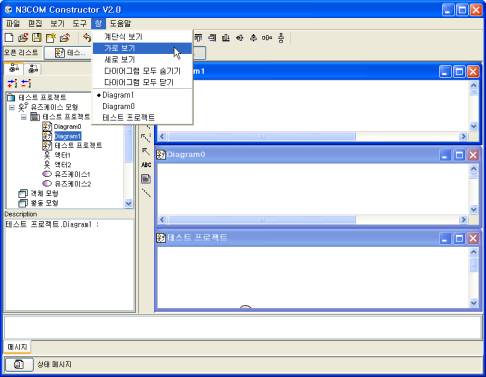 N3COM Constructor V2.0
파일 편집 보기 도구 창 도움말
오픈 리스트 테스..
계단식 보기
가로 보기
세로 보기
다이어그램 모두 숨기기
다이어그램 모두 닫기
Diagram1
Diagram0
테스트 프로젝트
테스트 프로젝트
유즈케이스 모형
테스트 프로젝트
Diagram0
Diagram1
테스트 프로젝트
액터1
액터2
유즈케이스1
유즈케이스2
객체 모형
활동 모형
Description
테스트 프로젝트.Diagram1 :
ABC
m1
Diagram0
테스트 프로젝트
메시지
상태 메시지